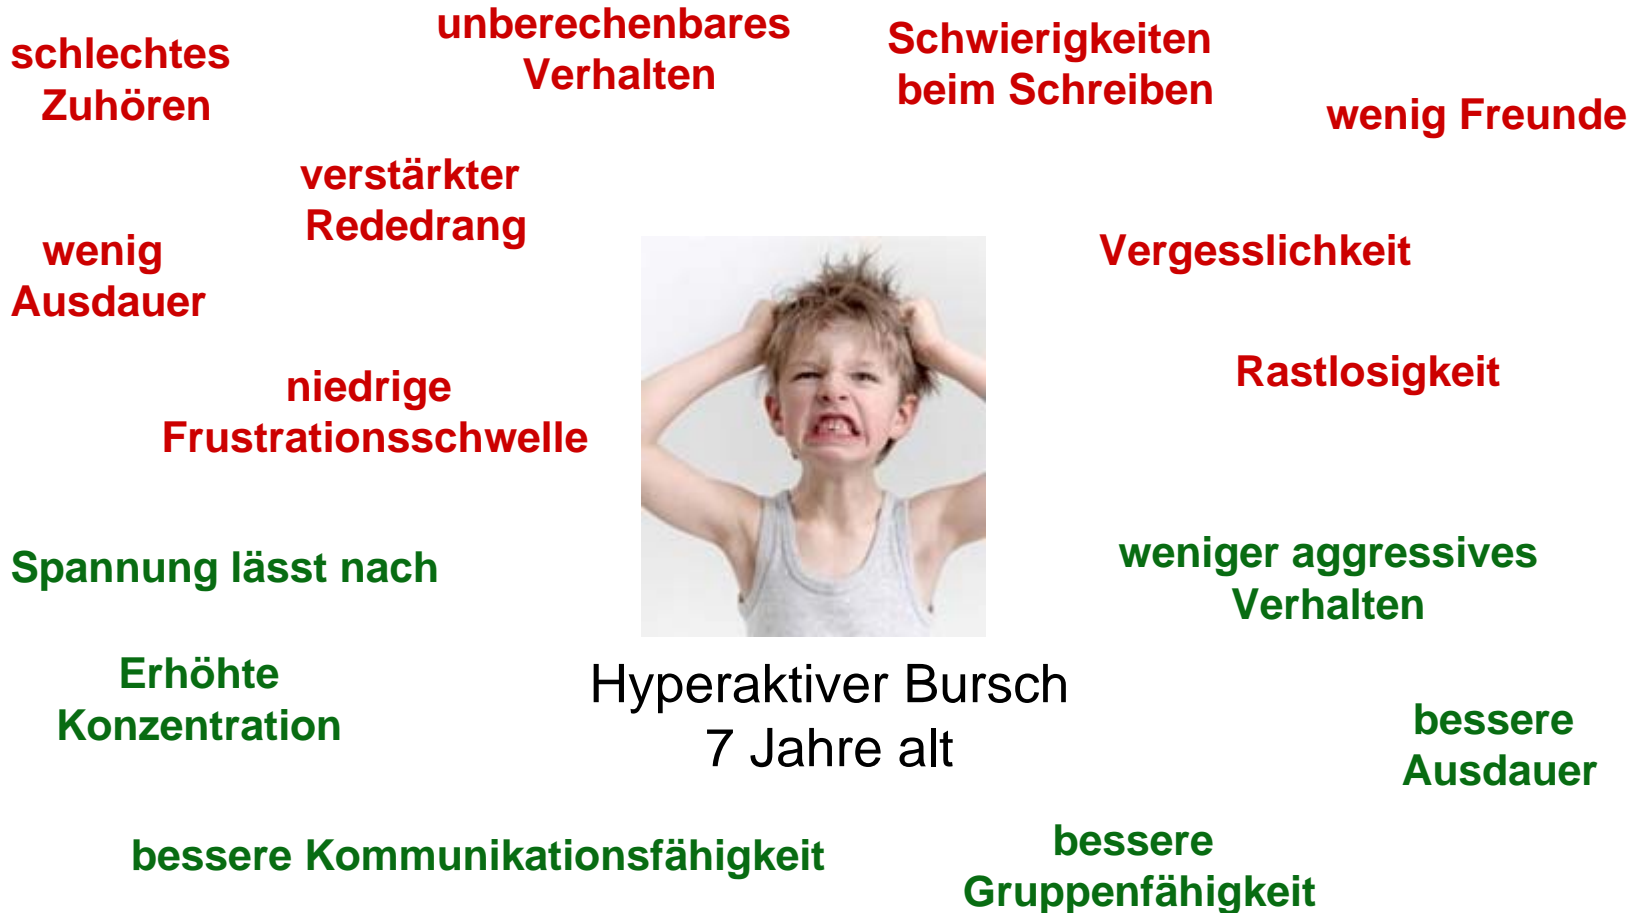 schlechtes
Zuhören
unberechenbares
Verhalten
Schwierigkeiten
beim Schreiben
wenig Freunde
verstärkter
Rededrang
wenig
Ausdauer
Vergesslichkeit
niedrige
Frustrationsschwelle
Rastlosigkeit
Spannung lässt nach
weniger aggressives
Verhalten
Erhöhte
Konzentration
Hyperaktiver Bursch
7 Jahre alt
bessere
Ausdauer
bessere Kommunikationsfähigkeit
bessere
Gruppenfähigkeit